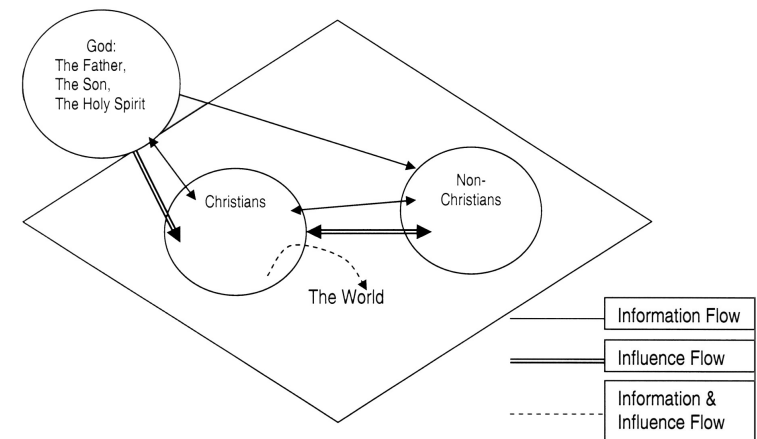 God:
The Father,
The Son,
The Holy Spirit
Christians
Non-
Christians
The World
Information Flow
Influence Flow
Information &
Influence Flow